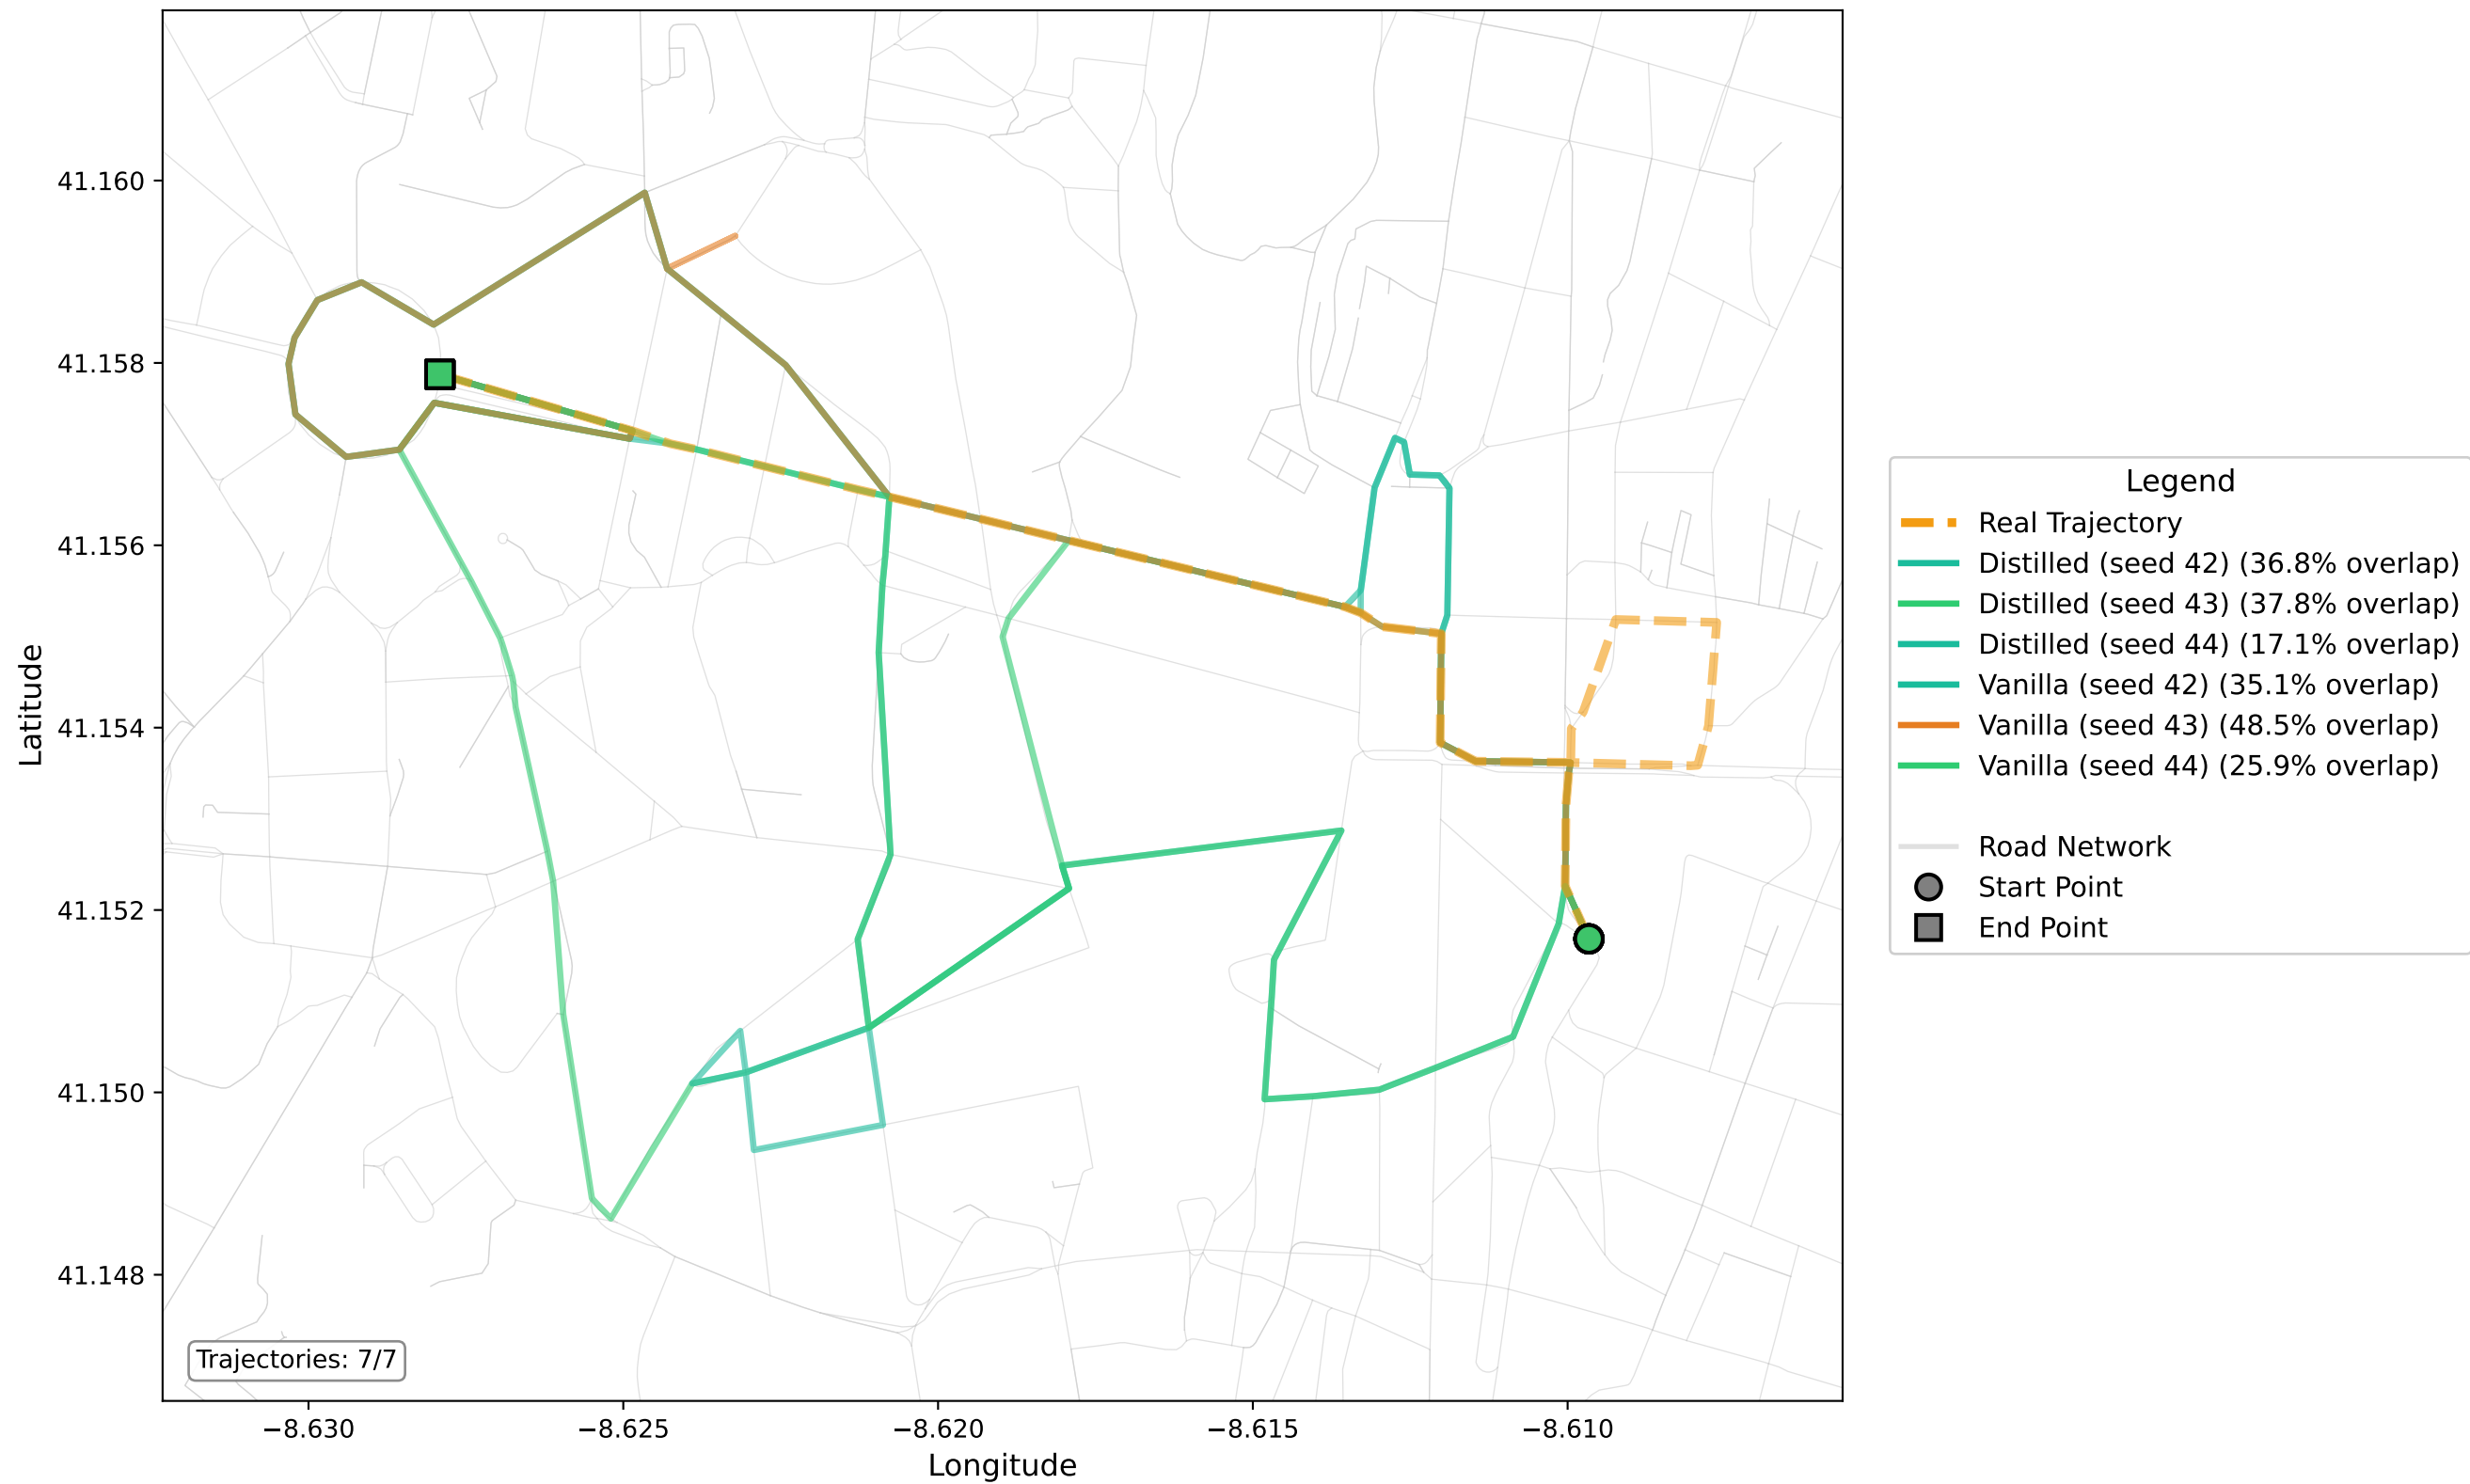 41.160
41.158
41.156
41.154
41.152
41.150
41.148
Latitude
−8.630
−8.625
−8.620
−8.615
−8.610
Longitude
Trajectories: 7/7
Legend
Real Trajectory
Distilled (seed 42) (36.8% overlap)
Distilled (seed 43) (37.8% overlap)
Distilled (seed 44) (17.1% overlap)
Vanilla (seed 42) (35.1% overlap)
Vanilla (seed 43) (48.5% overlap)
Vanilla (seed 44) (25.9% overlap)
Road Network
Start Point
End Point